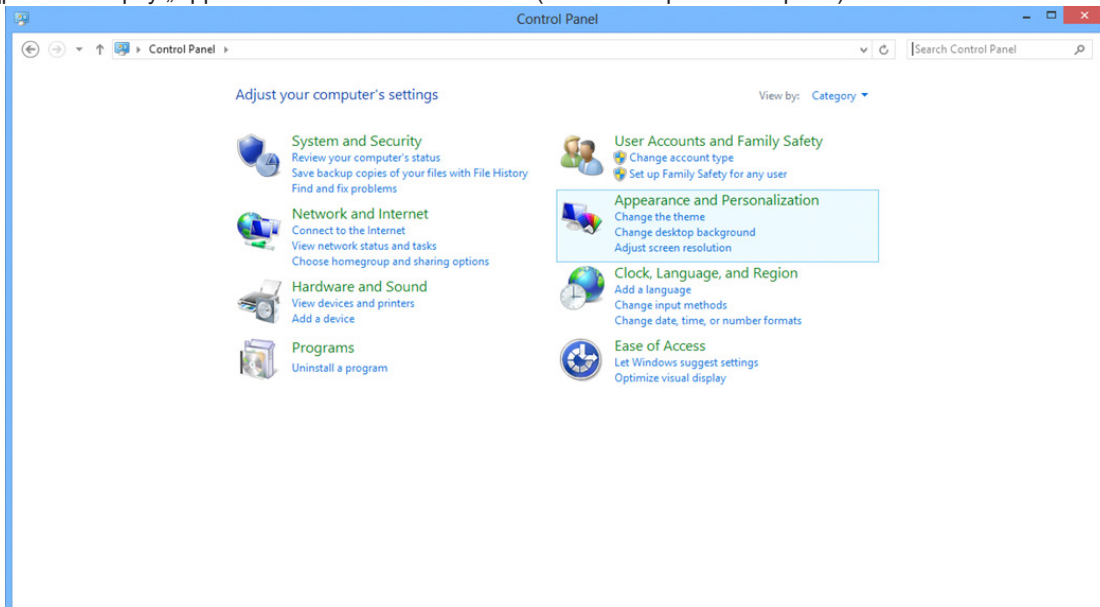 Control Panel
Control Panel
Search Control Panel
Adjust your computer's settings
View by: Category
System and Security
Review your computer's status
Save backup copies of your files with File History
Find and fix problems
Network and Internet
Connect to the Internet
View network status and tasks
Choose homegroup and sharing options
Hardware and Sound
View devices and printers
Add a device
Programs
Uninstall a program
User Accounts and Family Safety
Change account type
Set up Family Safety for any user
Appearance and Personalization
Change the theme
Change desktop background
Adjust screen resolution
Clock, Language, and Region
Add a language
Change input methods
Change date, time, or number formats
Ease of Access
Let Windows suggest settings
Optimize visual display